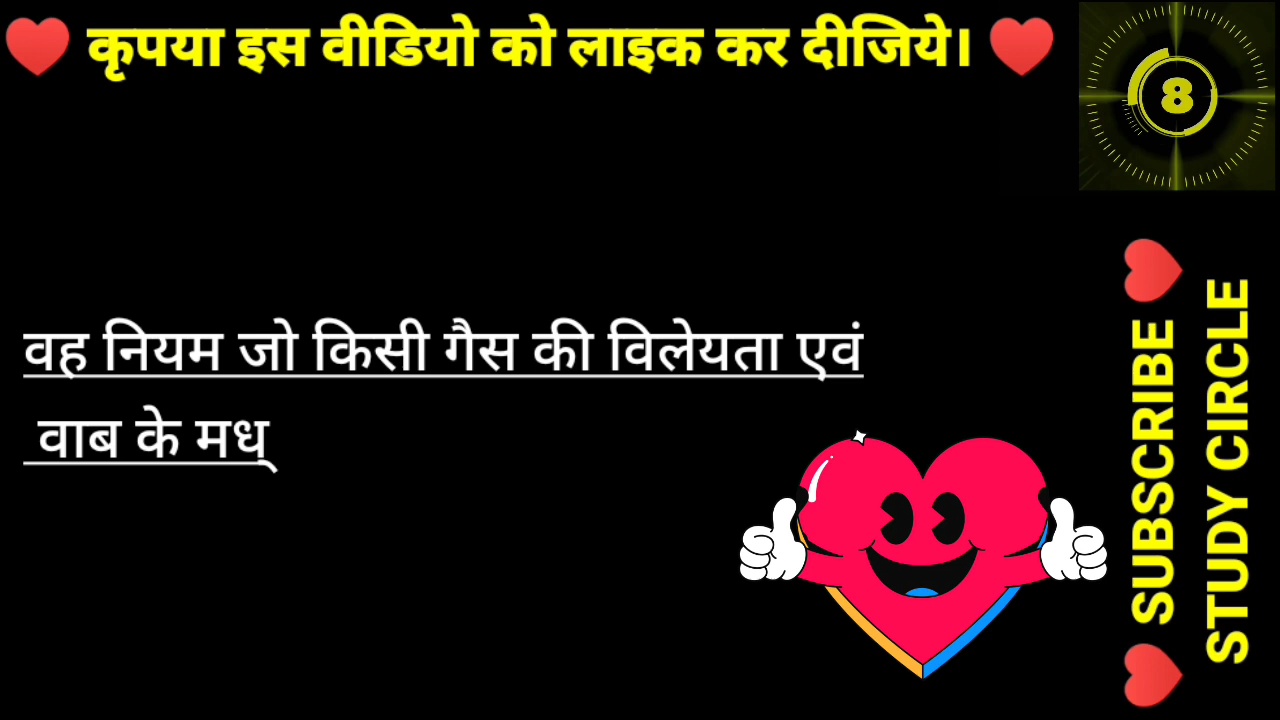 कृपया इस वीडियो को लाइक कर दीजिये।
8
वह नियम जो किसी गैस की विलेयता एवं
वाब के मध्
SUBSCRIBE
STUDY CIRCLE